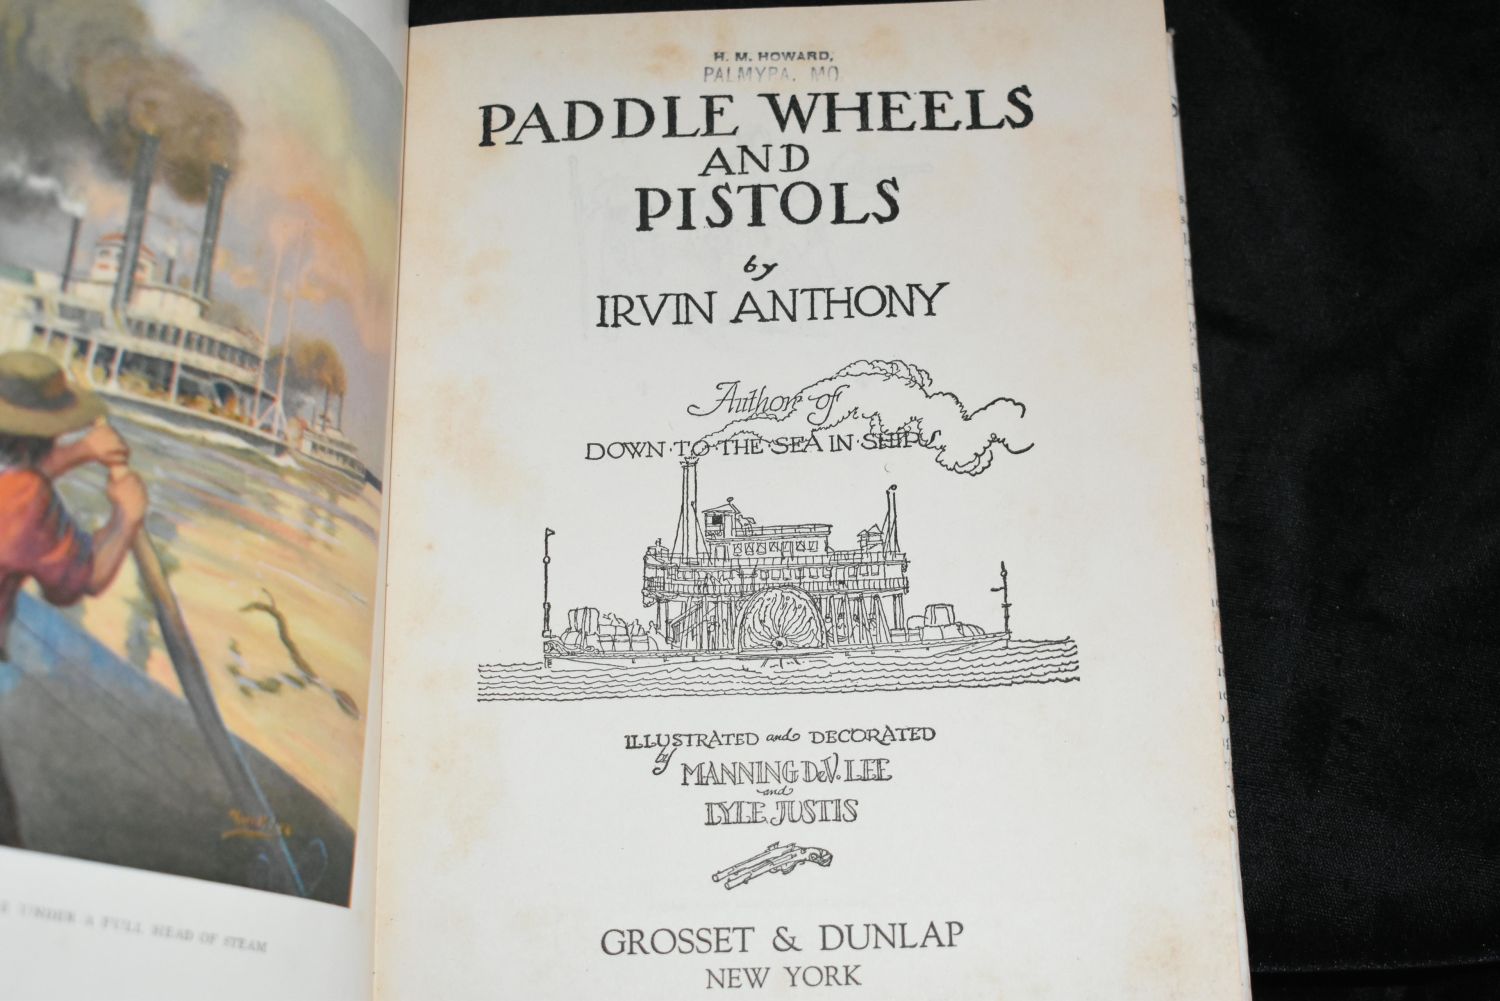 UNDER A FULL HEAD OF STEAM
H. M. HOWARD,
PALMYRA, MO.
PADDLE WHEELS
AND
PISTOLS
by
IRVIN ANTHONY
Author of
DOWN·TO·THE SEA IN SHIPS
ILLUSTRATED and DECORATED
by
MANNING DeV. LEE
and
LYLE JUSTIS
GROSSET & DUNLAP
NEW YORK